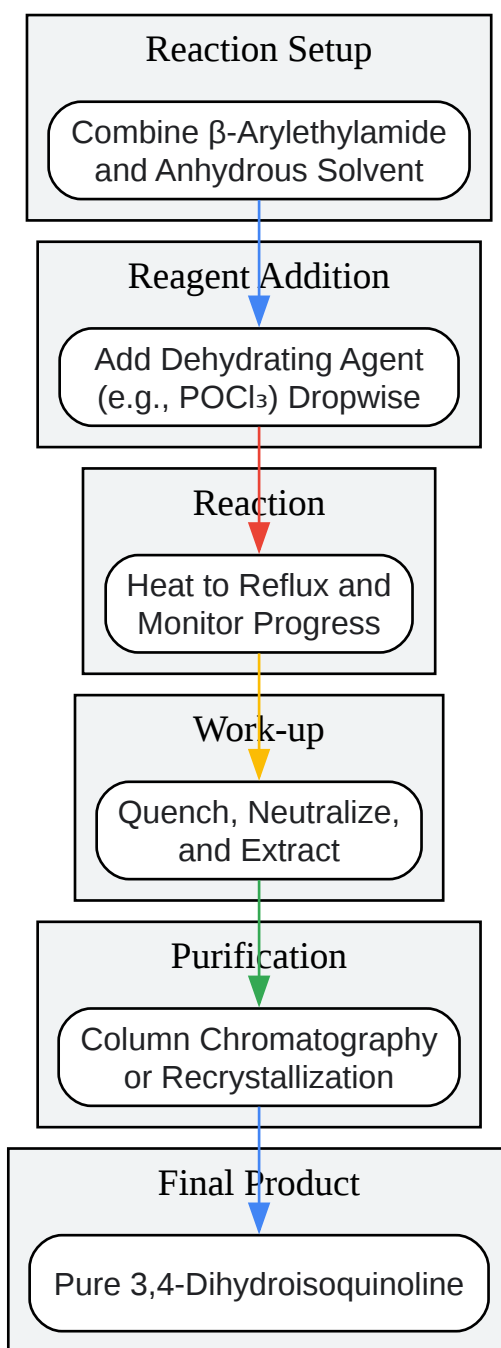 Reaction Setup
Combine β-Arylethylamide
and Anhydrous Solvent
Reagent Addition
Add Dehydrating Agent
(e.g., POCl₃) Dropwise
Reaction
Heat to Reflux and
Monitor Progress
Work-up
Quench, Neutralize,
and Extract
Purification
Column Chromatography
or Recrystallization
Final Product
Pure 3,4-Dihydroisoquinoline